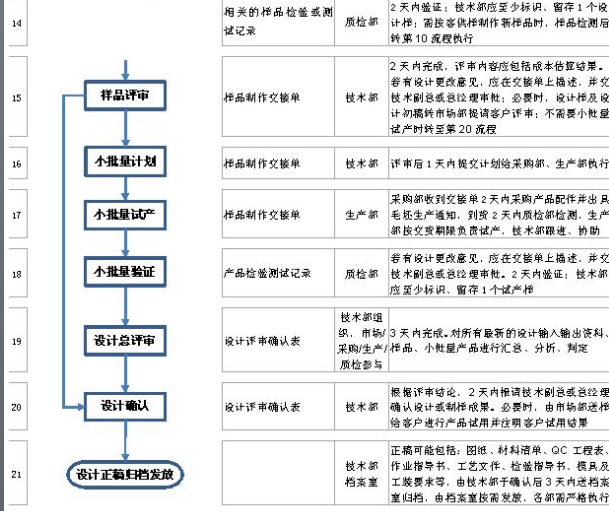 14
相关的样品检验或测
试记录
质检部
2 天内验证；技术部应至少标识、留存 1 个设
计样；需按客供样制作新样品时，样品检测后
转第 10 流程执行
15
样品评审
样品制作交接单
技术部
2 天内完成，评审内容应包括成本估算结果。
若有设计更改意见，应在交接单上描述，并交
技术副总或总经理审批；必要时，设计样及设
计初稿转市场部提请客户评审；不需要小批量
试产时转至第 20 流程
16
小批量计划
样品制作交接单
技术部
评审后 1 天内提交计划给采购部、生产部执行
17
小批量试产
样品制作交接单
生产部
采购部收到交接单 2 天内采购产品配件并出具
毛坯生产通知，到货 2 天内质检部检测，生产
部按交货期限负责试产，技术部跟进、协助
18
小批量验证
产品检验测试记录
质检部
若有设计更改意见，应在交接单上描述，并交
技术副总或总经理审批。2 天内验证；技术部
应至少标识、留存 1 个试产样
19
设计总评审
设计评审确认表
技术部组
织，市场/
采购/生产/
质检参与
3 天内完成。对所有最新的设计输入输出资料、
样品、小批量产品进行汇总、分析、判定
20
设计确认
设计评审确认表
技术部
根据评审结论，2 天内报请技术副总或总经理
确认设计或制样成果。必要时，由市场部送样
给客户进行产品试用并注明客户试用结果
21
设计正稿归档发放
技术部
档案室
正稿可能包括：图纸、材料清单、QC 工程表、
作业指导书、工艺文件、检验指导书、模具及
工装要求等，由技术部于确认后 3 天内送档案
室归档，由档案室按需发放，各部需严格执行